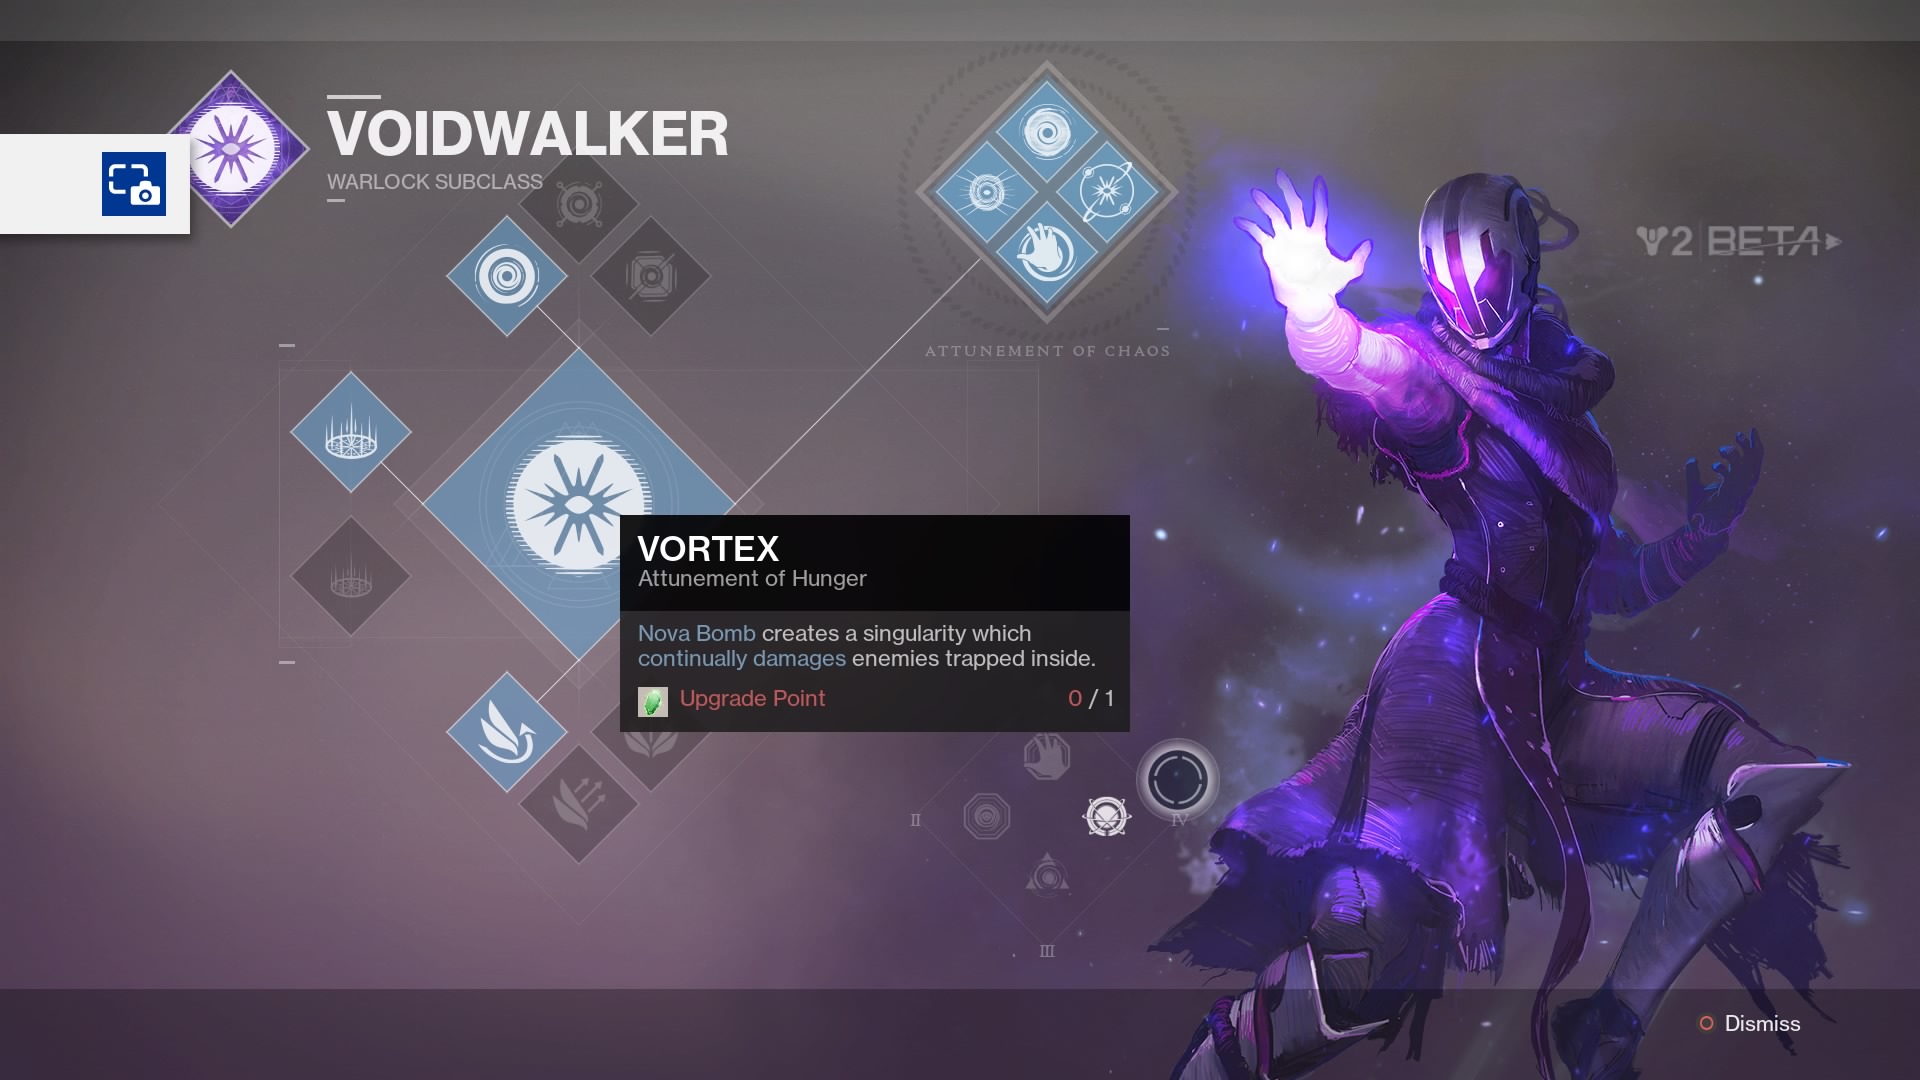 VOIDWALKER
WARLOCK SUBCLASS
2 BETA
ATTUNEMENT OF CHAOS
VORTEX
Attunement of Hunger
Nova Bomb creates a singularity which
continually damages enemies trapped inside.
Upgrade Point 0 / 1
II
IV
III
Dismiss